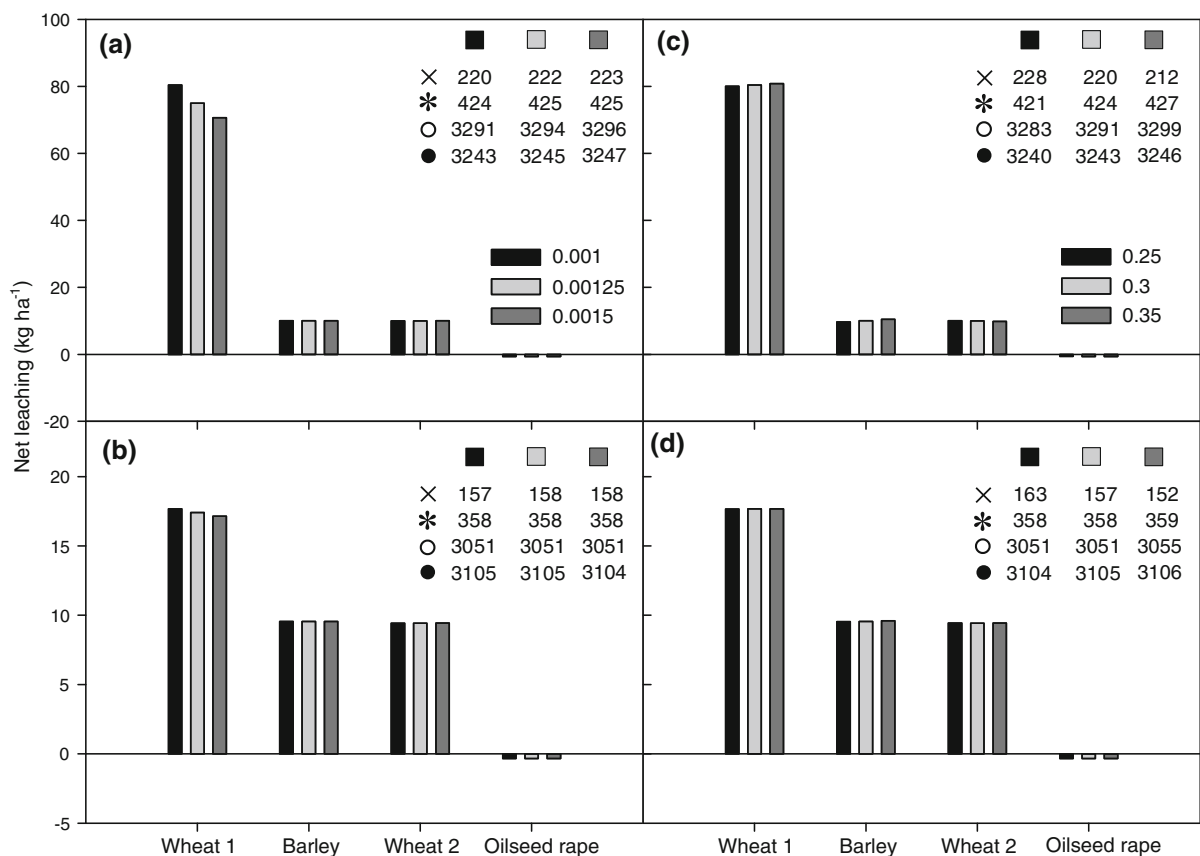 Net leaching (kg ha-1)
100
80
60
40
20
0
-20
20
15
10
5
0
-5
(a)
× 220 222 223
✻ 424 425 425
○ 3291 3294 3296
● 3243 3245 3247
0.001
0.00125
0.0015
(c)
× 228 220 212
✻ 421 424 427
○ 3283 3291 3299
● 3240 3243 3246
0.25
0.3
0.35
(b)
× 157 158 158
✻ 358 358 358
○ 3051 3051 3051
● 3105 3105 3104
(d)
× 163 157 152
✻ 358 358 359
○ 3051 3051 3055
● 3104 3105 3106
Wheat 1 Barley Wheat 2 Oilseed rape
Wheat 1 Barley Wheat 2 Oilseed rape